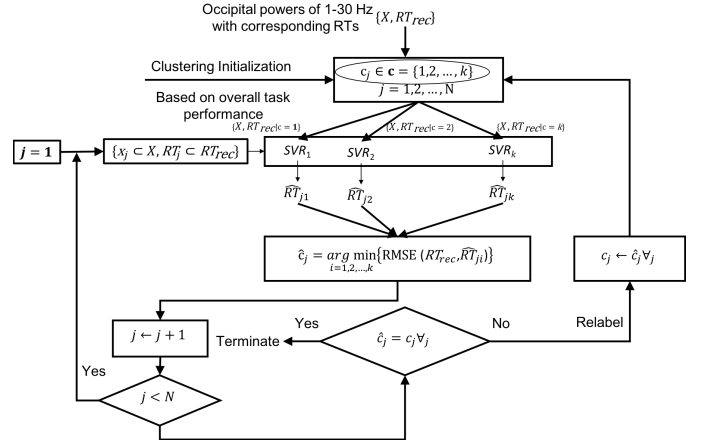 Occipital powers of 1-30 Hz
with corresponding RTs
{X, RT_rec}
Clustering Initialization
Based on overall task
performance
c_j ∈ 𝐜 = {1,2, … , k}
j = 1,2, … , N
{X, RT_rec|c = 𝟏}
{X, RT_rec|c = 2}
{X, RT_rec|c = k}
𝒋 = 𝟏
{x_j ⊂ X, RT_j ⊂ RT_rec}
SVR_1
SVR_2
SVR_k
R͡T_j1
R͡T_j2
R͡T_jk
ĉ_j = arg min{RMSE (RT_rec,R͡T_ji)}
i=1,2,…,k
c_j ← ĉ_j ∀_j
j ← j + 1
Terminate
Yes
ĉ_j = c_j ∀_j
No
Relabel
Yes
j < N